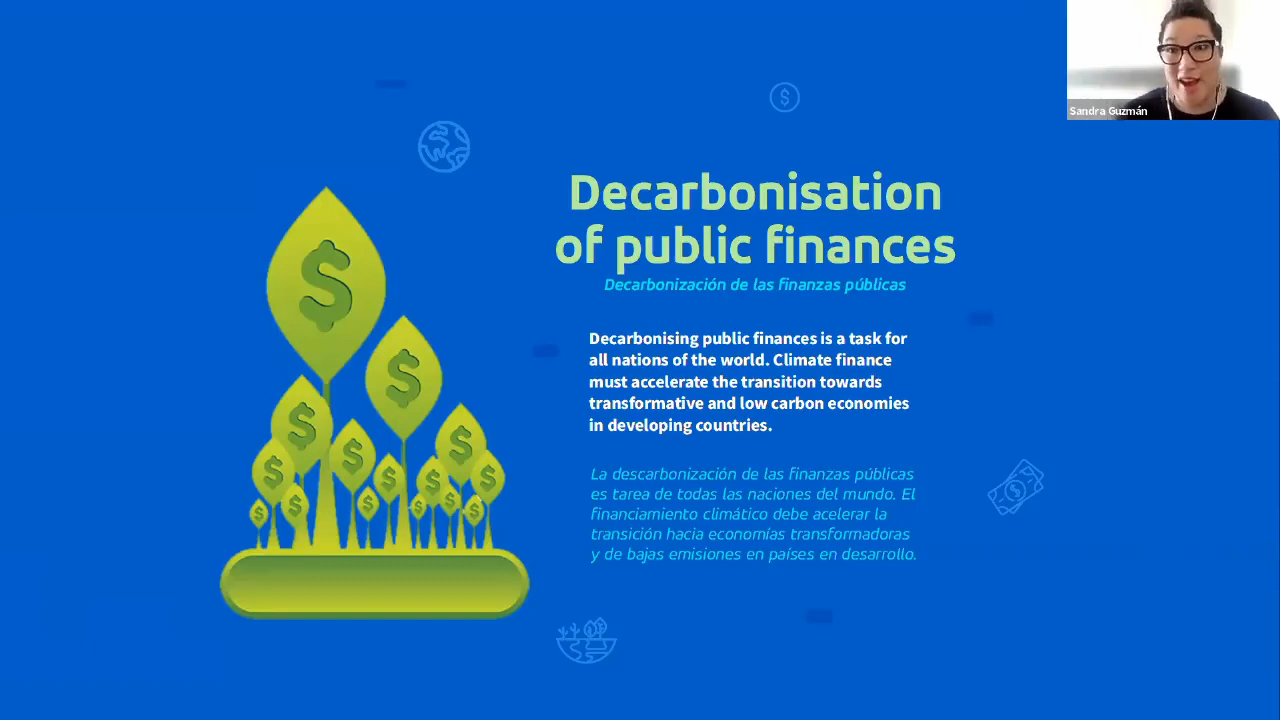 Sandra Guzmán
Decarbonisation
of public finances
Decarbonización de las finanzas públicas
Decarbonising public finances is a task for
all nations of the world. Climate finance
must accelerate the transition towards
transformative and low carbon economies
in developing countries.
La descarbonización de las finanzas públicas
es tarea de todas las naciones del mundo. El
financiamiento climático debe acelerar la
transición hacia economías transformadoras
y de bajas emisiones en países en desarrollo.